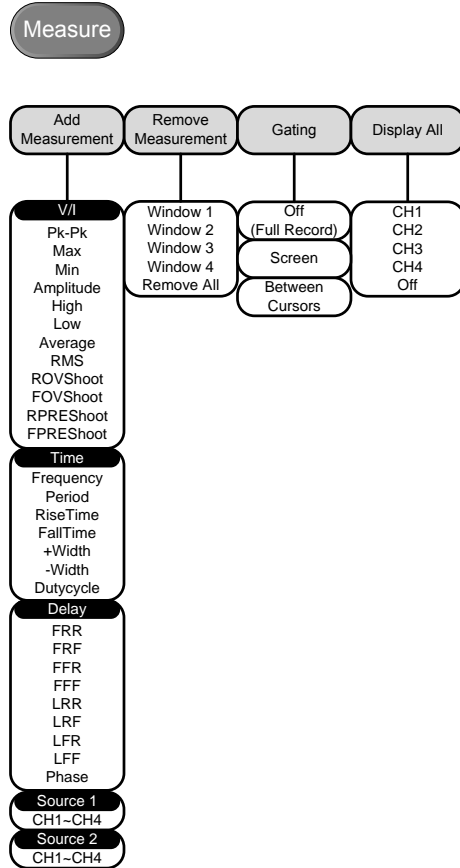 Measure
Add
Measurement
Remove
Measurement
Gating
Display All
V/I
Pk-Pk
Max
Min
Amplitude
High
Low
Average
RMS
ROVShoot
FOVShoot
RPREShoot
FPREShoot
Time
Frequency
Period
RiseTime
FallTime
+Width
-Width
Dutycycle
Delay
FRR
FRF
FFR
FFF
LRR
LRF
LFR
LFF
Phase
Source 1
CH1~CH4
Source 2
CH1~CH4
Window 1
Window 2
Window 3
Window 4
Remove All
Off
(Full Record)
Screen
Between
Cursors
CH1
CH2
CH3
CH4
Off